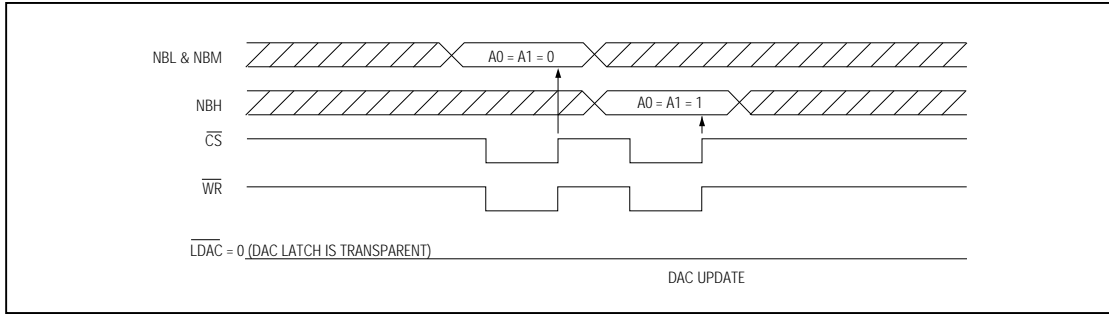 NBL & NBM
A0 = A1 = 0
NBH
A0 = A1 = 1
CS
WR
LDAC = 0 (DAC LATCH IS TRANSPARENT)
DAC UPDATE